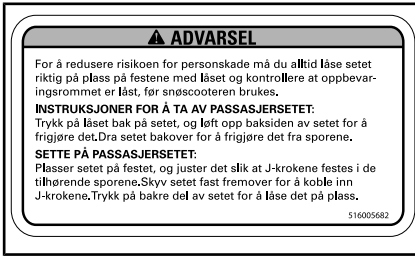 ADVARSEL
For å redusere risikoen for personskade må du alltid låse setet
riktig på plass på festene med låset og kontrollere at oppbevar-
ingsrommet er låst, før snøscooteren brukes.
INSTRUKSJONER FOR Å TA AV PASSASJERSETET:
Trykk på låset bak på setet, og løft opp baksiden av setet for å
frigjøre det.Dra setet bakover for å frigjøre det fra sporene.
SETTE PÅ PASSASJERSETET:
Plasser setet på festet, og juster det slik at J-krokene festes i de
tilhørende sporene.Skyv setet fast fremover for å koble inn
J-krokene.Trykk på bakre del av setet for å låse det på plass.
516005682